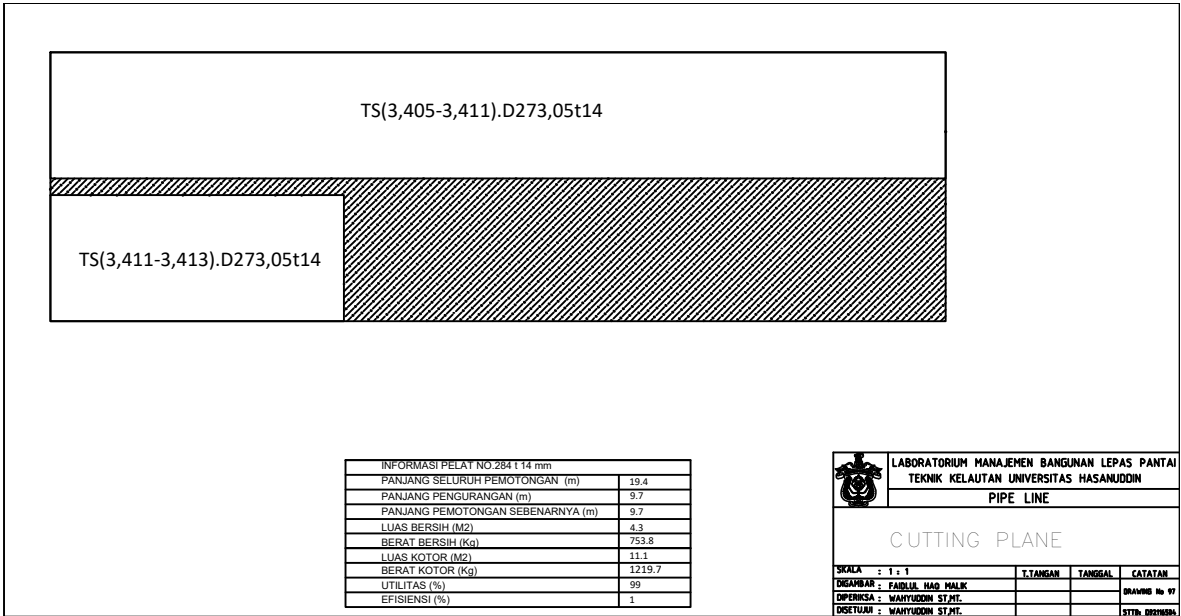 TS(3,405-3,411).D273,05t14
TS(3,411-3,413).D273,05t14
INFORMASI PELAT NO.284 t 14 mm
PANJANG SELURUH PEMOTONGAN (m) 19.4
PANJANG PENGURANGAN (m) 9.7
PANJANG PEMOTONGAN SEBENARNYA (m) 9.7
LUAS BERSIH (M2) 4.3
BERAT BERSIH (Kg) 753.8
LUAS KOTOR (M2) 11.1
BERAT KOTOR (Kg) 1219.7
UTILITAS (%) 99
EFISIENSI (%) 1
LABORATORIUM MANAJEMEN BANGUNAN LEPAS PANTAI
TEKNIK KELAUTAN UNIVERSITAS HASANUDDIN
PIPE LINE
CUTTING PLANE
SKALA : 1 : 1 T.TANGAN TANGGAL CATATAN
DIGAMBAR : FAIDLUL HAQ MALIK
DRAWING No 97
DIPERIKSA : WAHYUDDIN ST,MT.
DISETUJUI : WAHYUDDIN ST,MT.